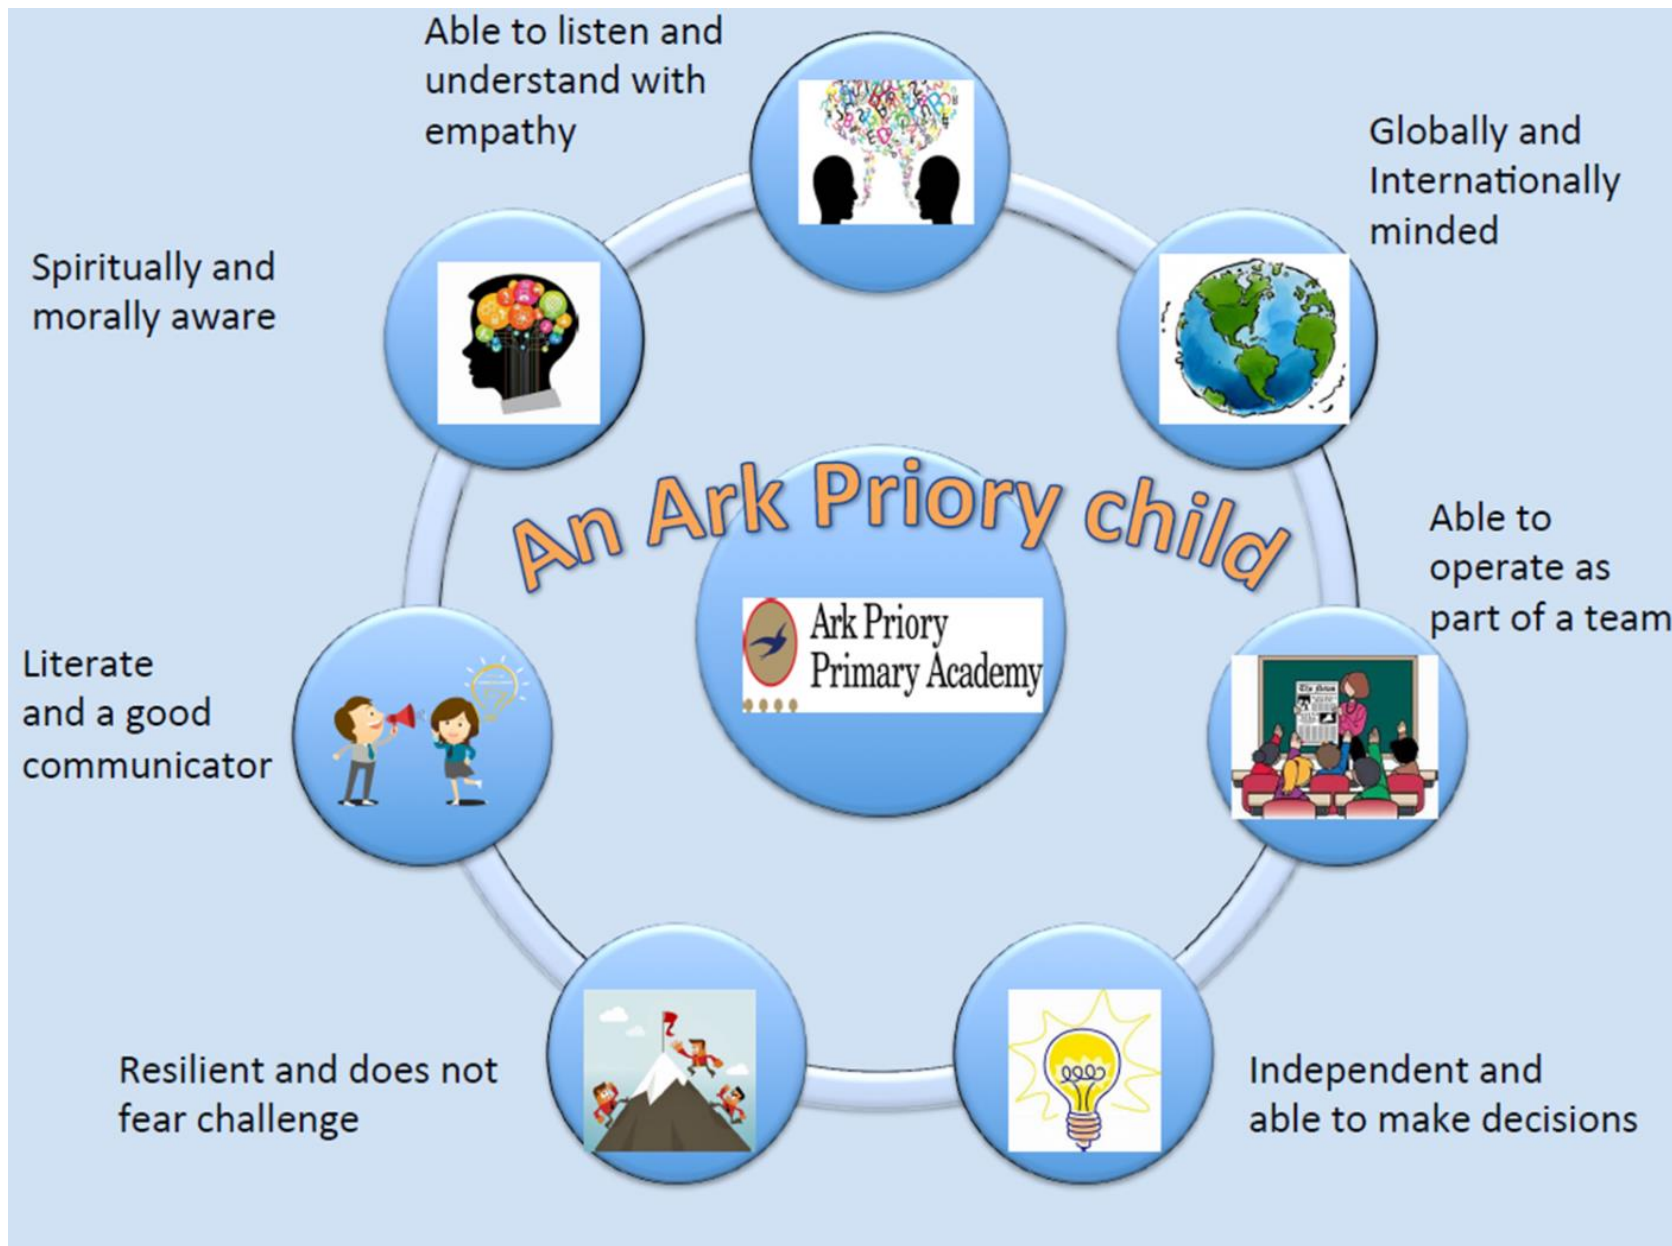 Able to listen and
understand with
empathy
Globally and
Internationally
minded
Spiritually and
morally aware
An Ark Priory child
Able to
operate as
part of a team
Ark Priory
Primary Academy
Literate
and a good
communicator
The News
Resilient and does not
fear challenge
Independent and
able to make decisions